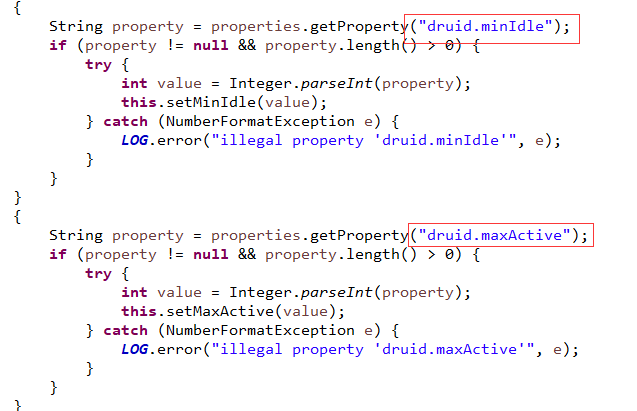 {
    String property = properties.getProperty("druid.minIdle");
    if (property != null && property.length() > 0) {
        try {
            int value = Integer.parseInt(property);
            this.setMinIdle(value);
        } catch (NumberFormatException e) {
            LOG.error("illegal property 'druid.minIdle'", e);
        }
    }
}
{
    String property = properties.getProperty("druid.maxActive");
    if (property != null && property.length() > 0) {
        try {
            int value = Integer.parseInt(property);
            this.setMaxActive(value);
        } catch (NumberFormatException e) {
            LOG.error("illegal property 'druid.maxActive'", e);
        }
    }
}